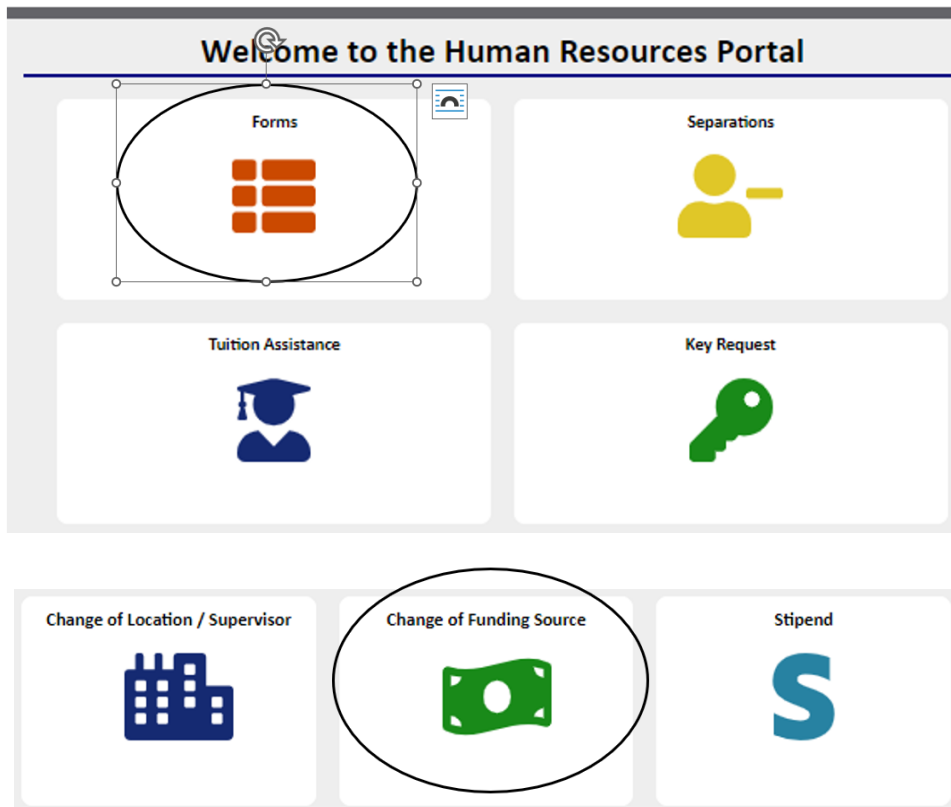 Welcome to the Human Resources Portal
Forms
Separations
Tuition Assistance
Key Request
Change of Location / Supervisor
Change of Funding Source
Stipend
S